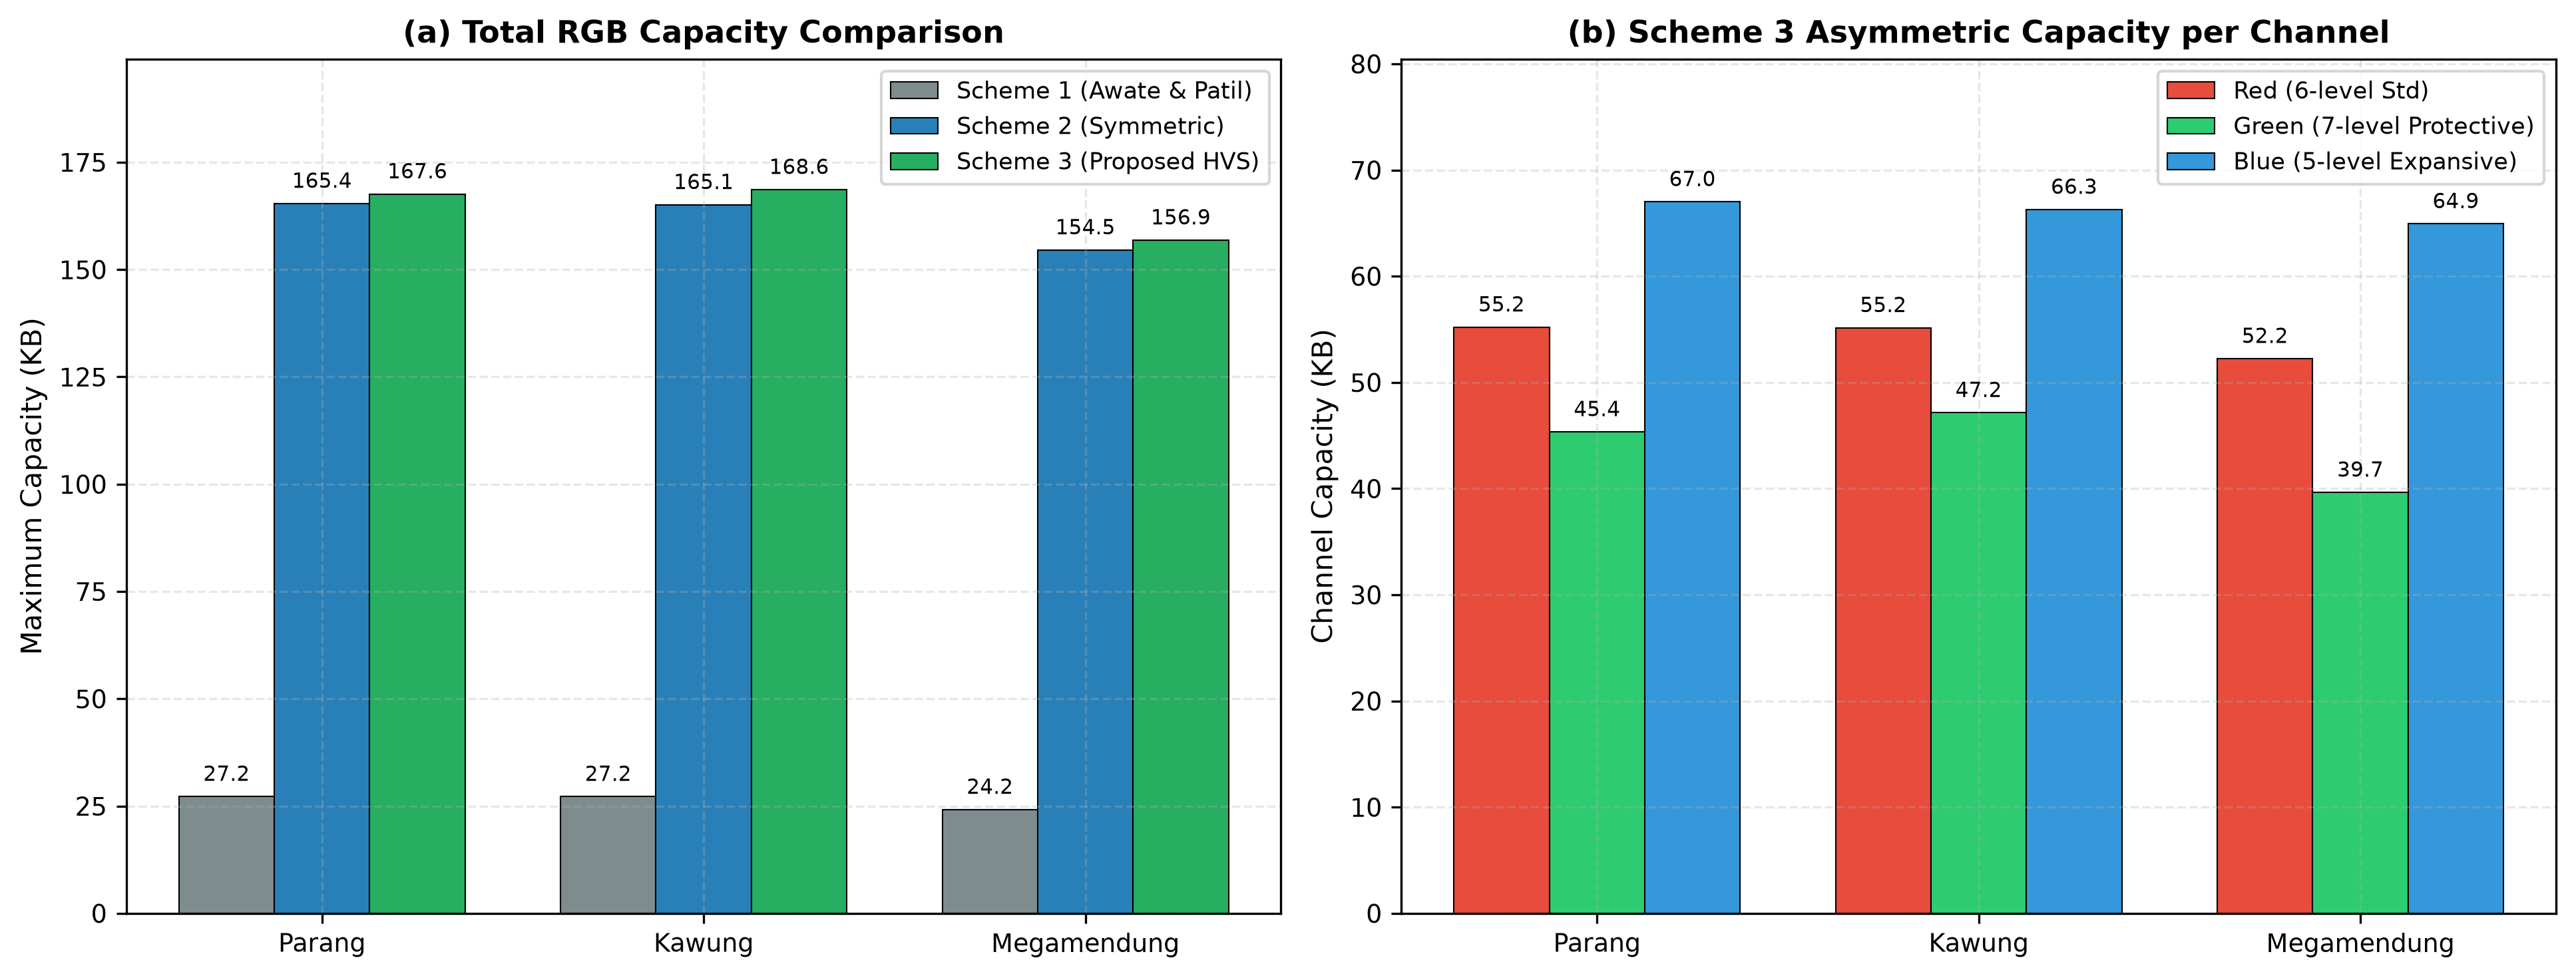 (a) Total RGB Capacity Comparison
Maximum Capacity (KB)
175
150
125
100
75
50
25
0
Scheme 1 (Awate & Patil)
Scheme 2 (Symmetric)
Scheme 3 (Proposed HVS)
27.2
165.4
167.6
27.2
165.1
168.6
24.2
154.5
156.9
Parang
Kawung
Megamendung
(b) Scheme 3 Asymmetric Capacity per Channel
Channel Capacity (KB)
80
70
60
50
40
30
20
10
0
Red (6-level Std)
Green (7-level Protective)
Blue (5-level Expansive)
55.2
45.4
67.0
55.2
47.2
66.3
52.2
39.7
64.9
Parang
Kawung
Megamendung